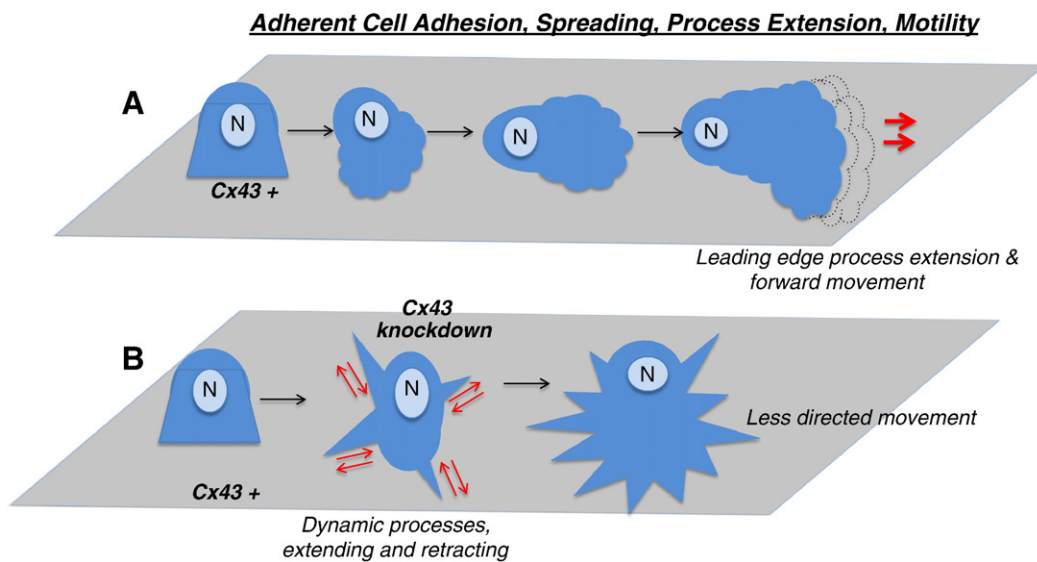 Adherent Cell Adhesion, Spreading, Process Extension, Motility
A
N
N
N
N
Cx43 +
Leading edge process extension &
forward movement
B
Cx43
knockdown
N
N
N
Less directed movement
Cx43 +
Dynamic processes,
extending and retracting